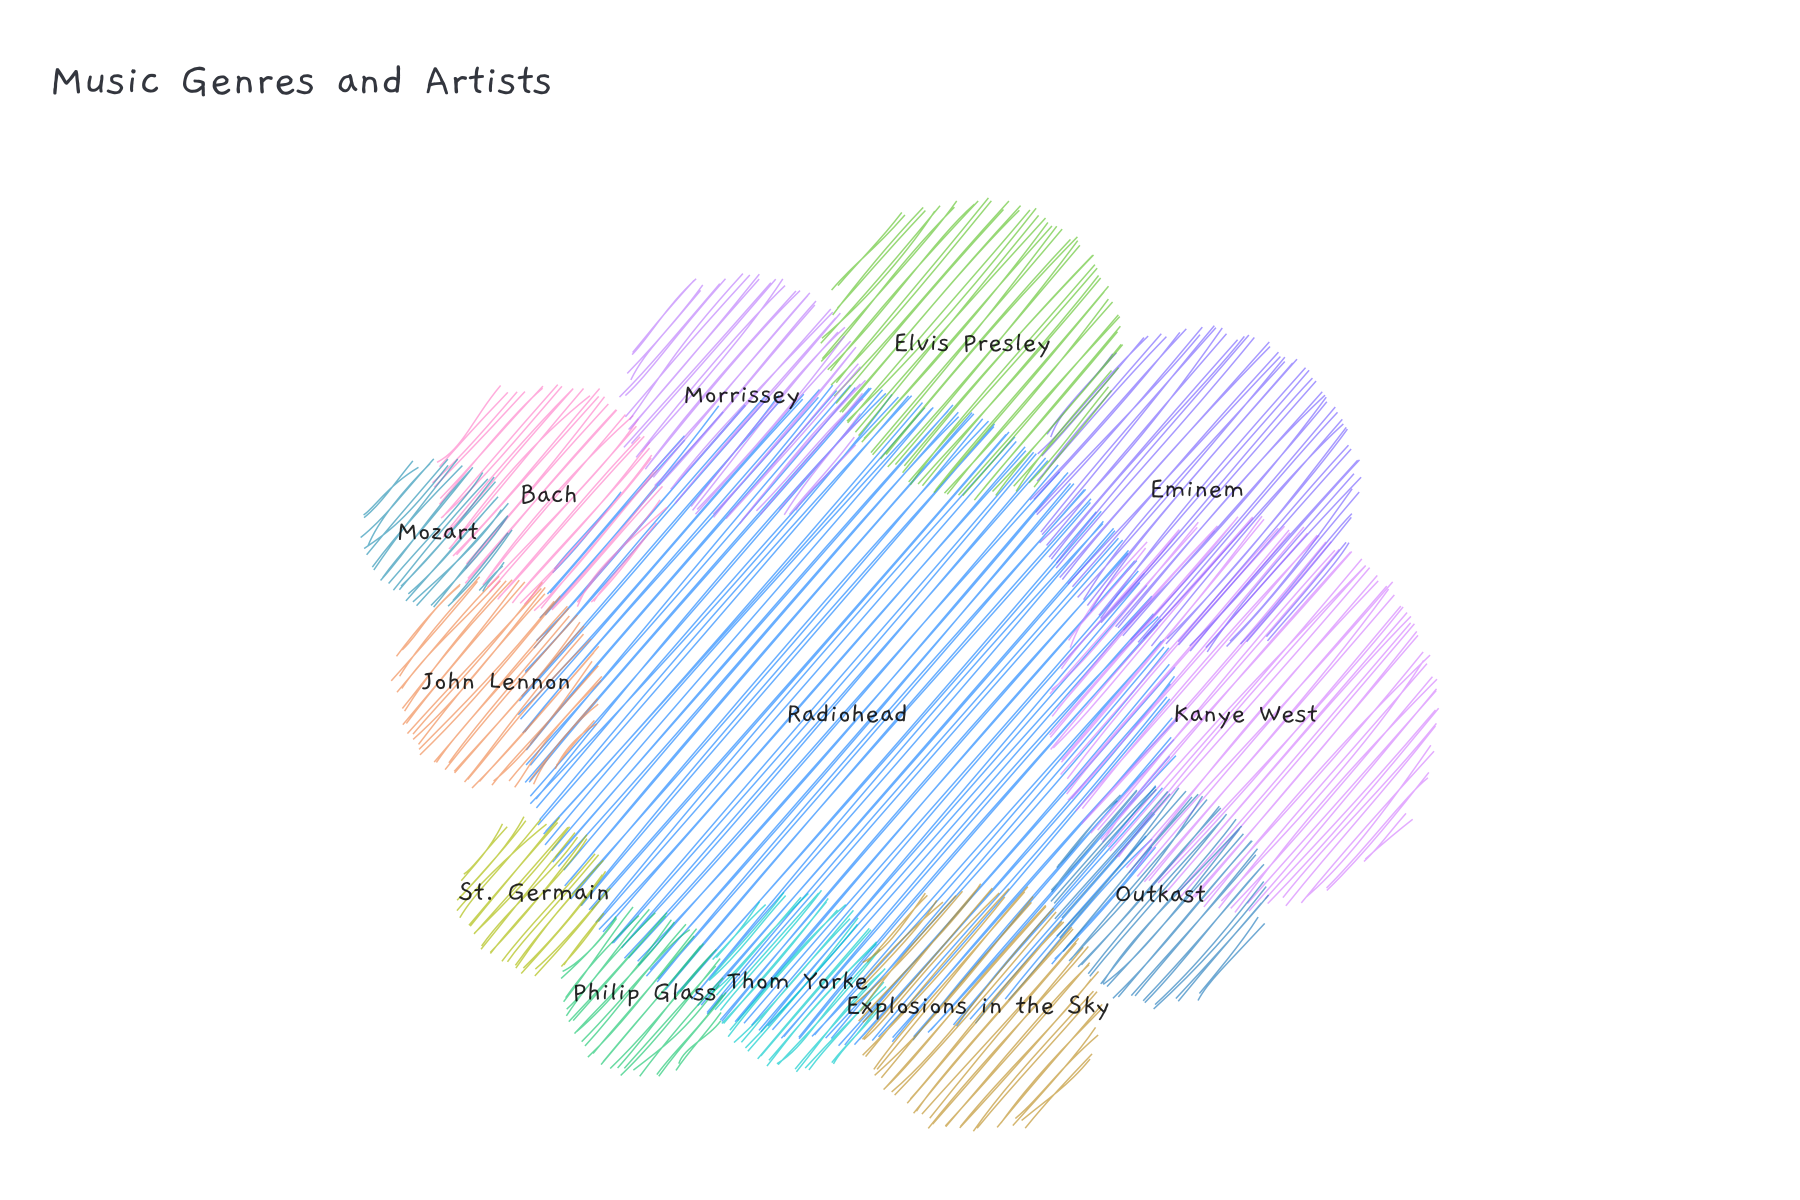 Music Genres and Artists
Elvis Presley
Morrissey
Eminem
Bach
Mozart
John Lennon
Radiohead
Kanye West
St. Germain
Outkast
Thom Yorke
Philip Glass
Explosions in the Sky